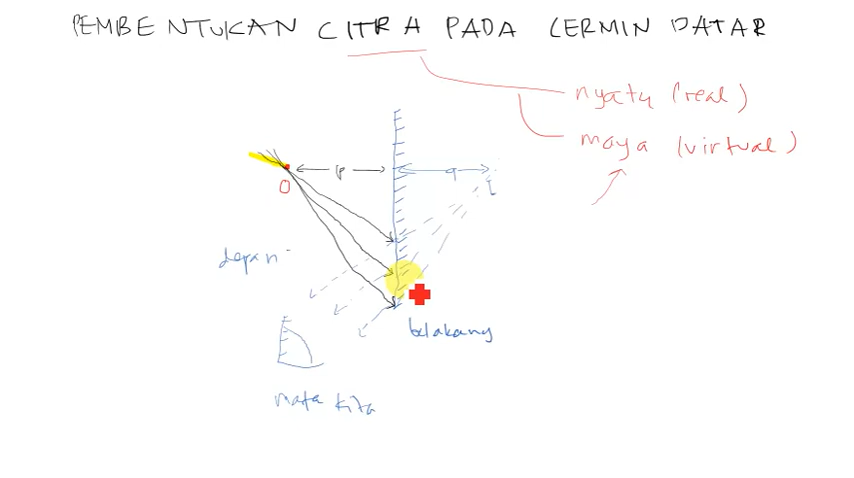 PEMBENTUKAN CITRA PADA CERMIN DATAR
nyata (real)
maya (virtual)
p
q
I
O
depan
belakang
mata kita